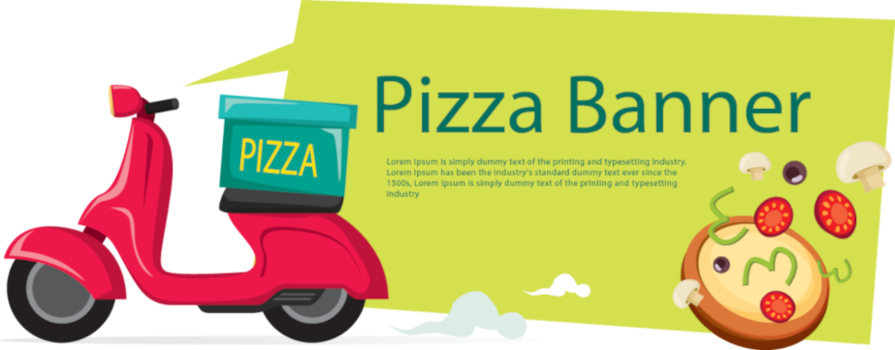 PIZZA
Pizza Banner
Lorem Ipsum is simply dummy text of the printing and typesetting industry.
Lorem Ipsum has been the industry's standard dummy text ever since the
1500s, Lorem Ipsum is simply dummy text of the printing and typesetting
industry